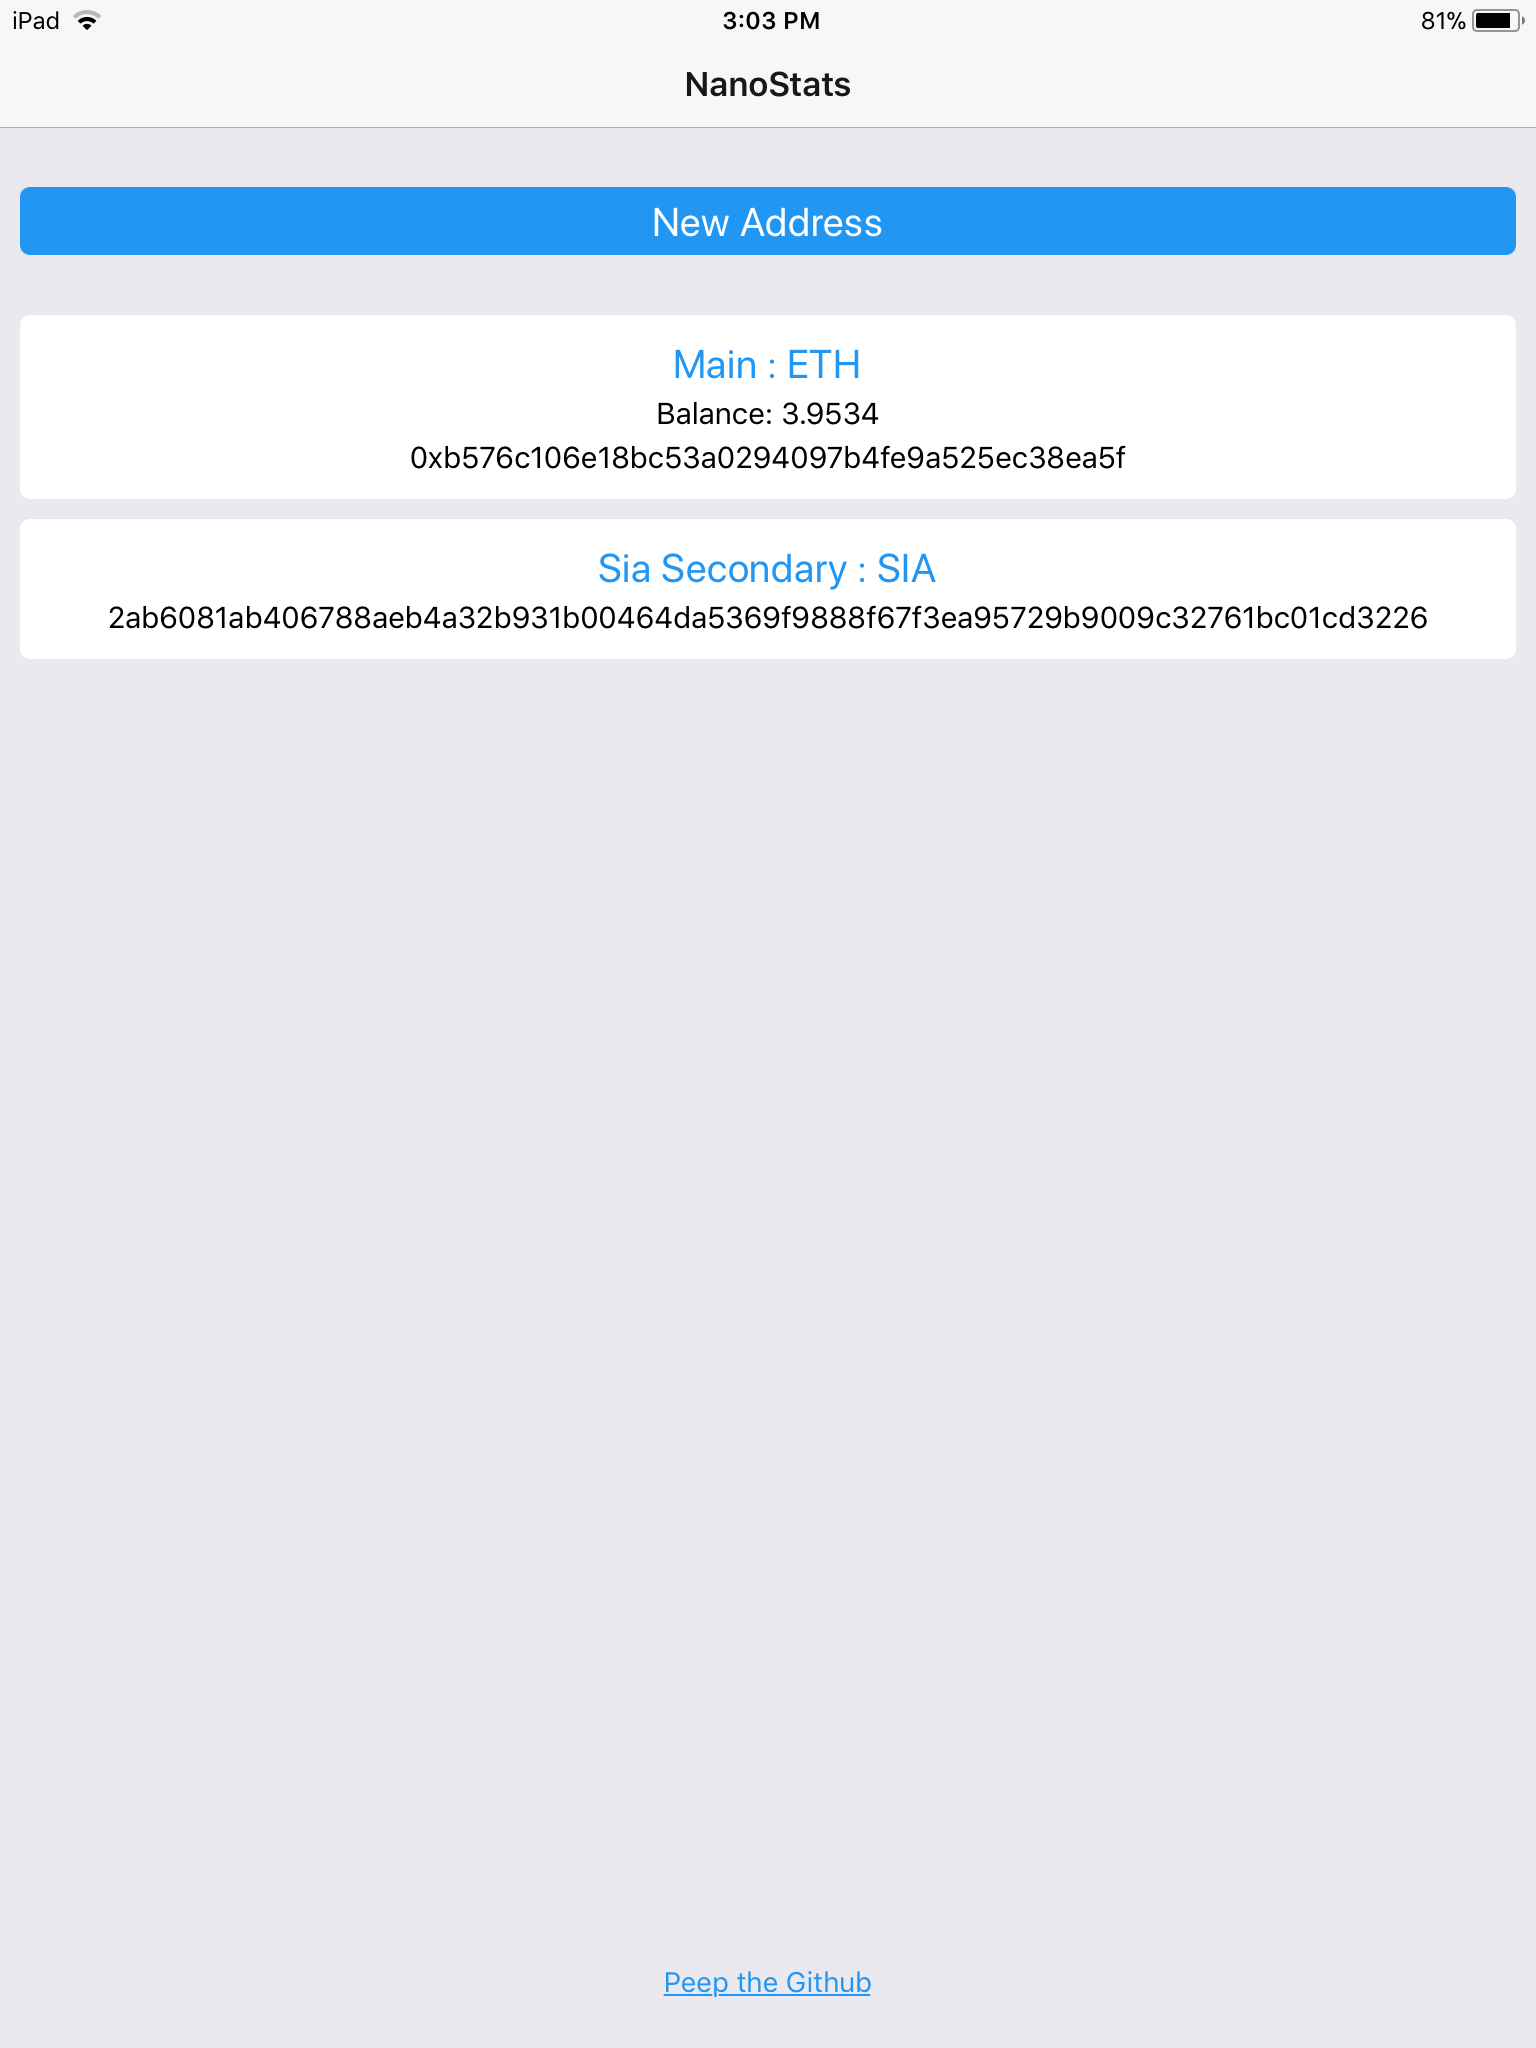 iPad 3:03 PM 81%
NanoStats
New Address
Main : ETH
Balance: 3.9534
0xb576c106e18bc53a0294097b4fe9a525ec38ea5f
Sia Secondary : SIA
2ab6081ab406788aeb4a32b931b00464da5369f9888f67f3ea95729b9009c32761bc01cd3226
Peep the Github